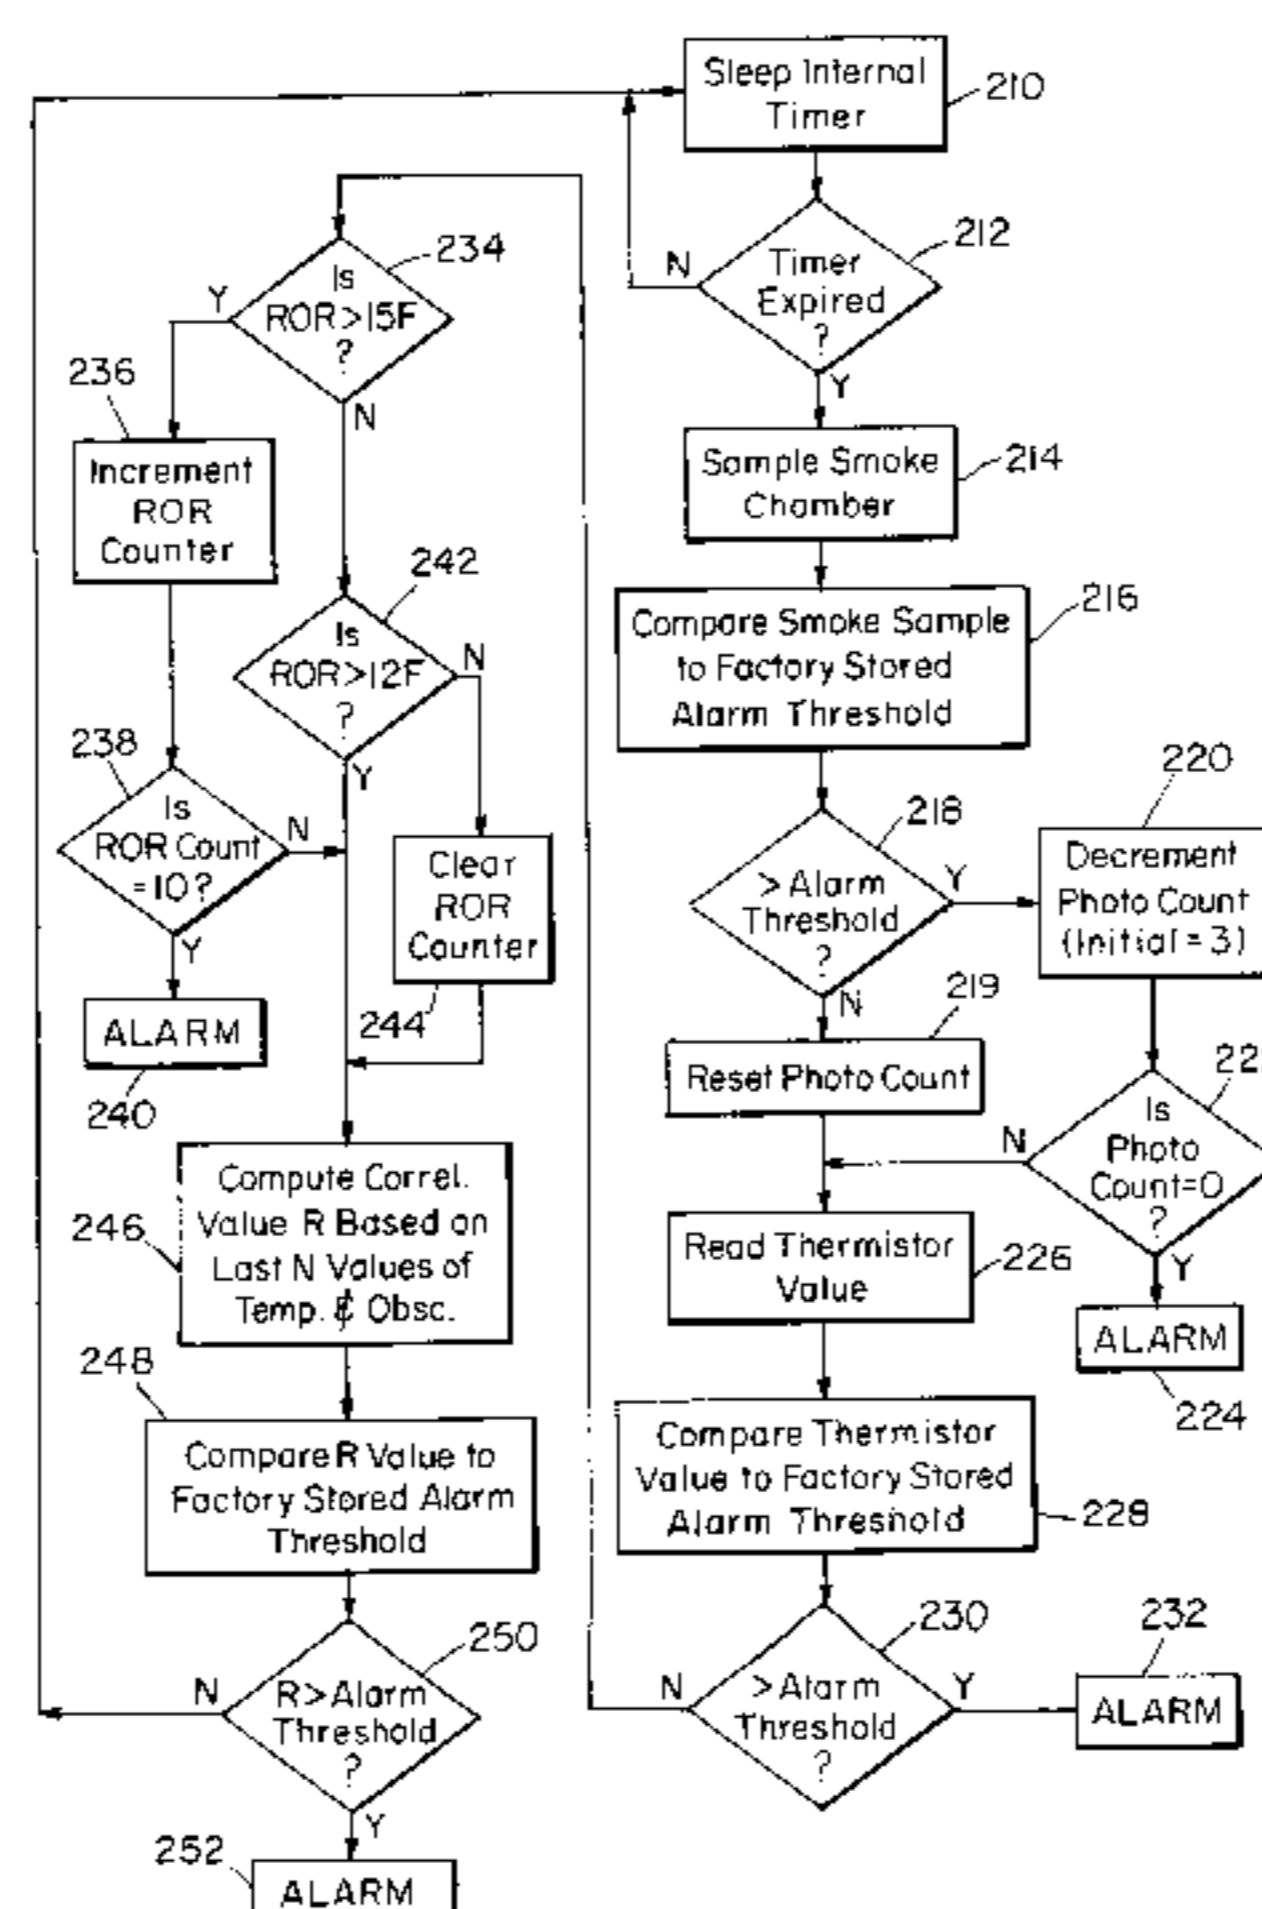 Sleep Internal
Timer
210
Timer
Expired
?
212
N
Y
Sample Smoke
Chamber
214
Compare Smoke Sample
to Factory Stored
Alarm Threshold
216
> Alarm
Threshold
?
218
Y
N
Decrement
Photo Count
(Initial = 3)
220
Reset Photo Count
219
Is
Photo
Count=0
?
N
Y
ALARM
224
Read Thermistor
Value
226
Compare Thermistor
Value to Factory Stored
Alarm Threshold
228
> Alarm
Threshold
?
230
N
Y
ALARM
232
Is
ROR>15F
?
234
Y
N
236
Increment
ROR
Counter
238
Is
ROR Count
=10?
N
Y
ALARM
240
Is
ROR>12F
?
242
N
Y
Clear
ROR
Counter
244
Compute Correl.
Value R Based on
Last N Values of
Temp. & Obsc.
246
248
Compare R Value to
Factory Stored Alarm
Threshold
R > Alarm
Threshold
?
250
N
Y
252
ALARM